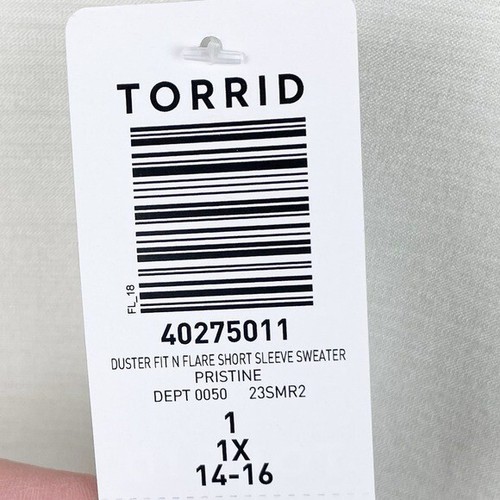 TORRID
FL_18
40275011
DUSTER FIT N FLARE SHORT SLEEVE SWEATER
PRISTINE
DEPT 0050 23SMR2
1
1X
14-16